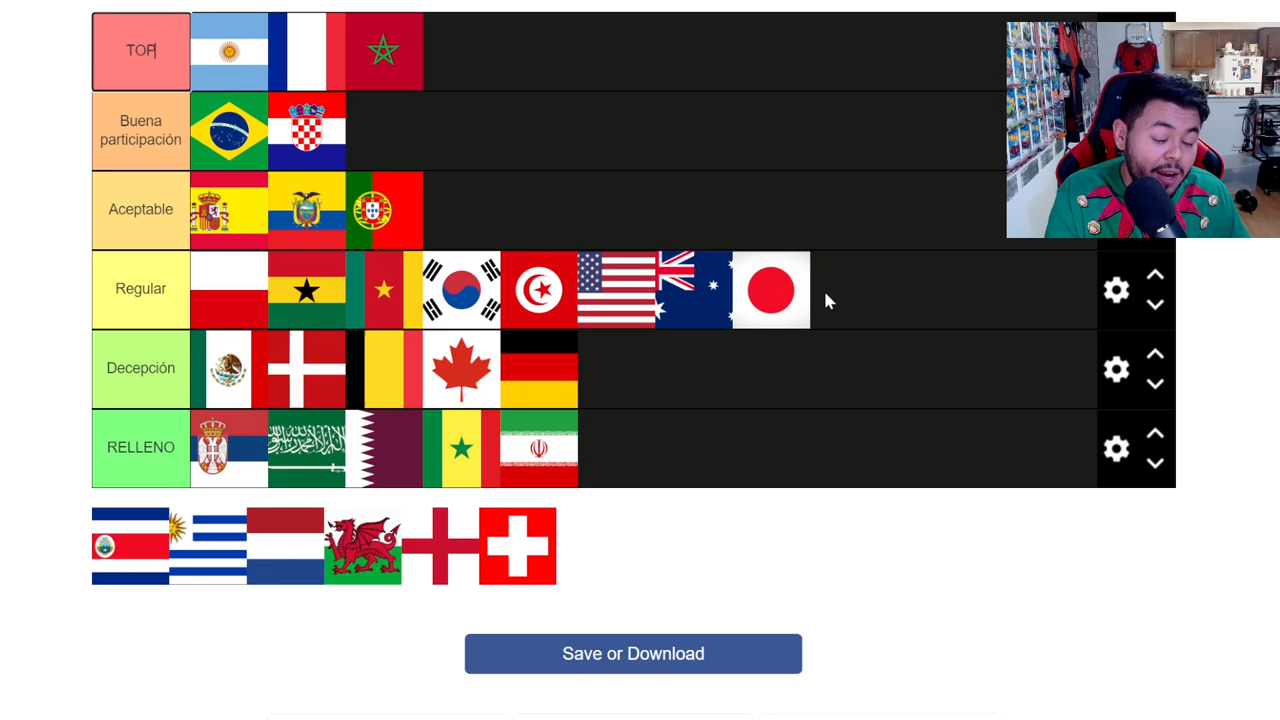 TOP
Buena
participación
Aceptable
Regular
Decepción
RELLENO
Save or Download